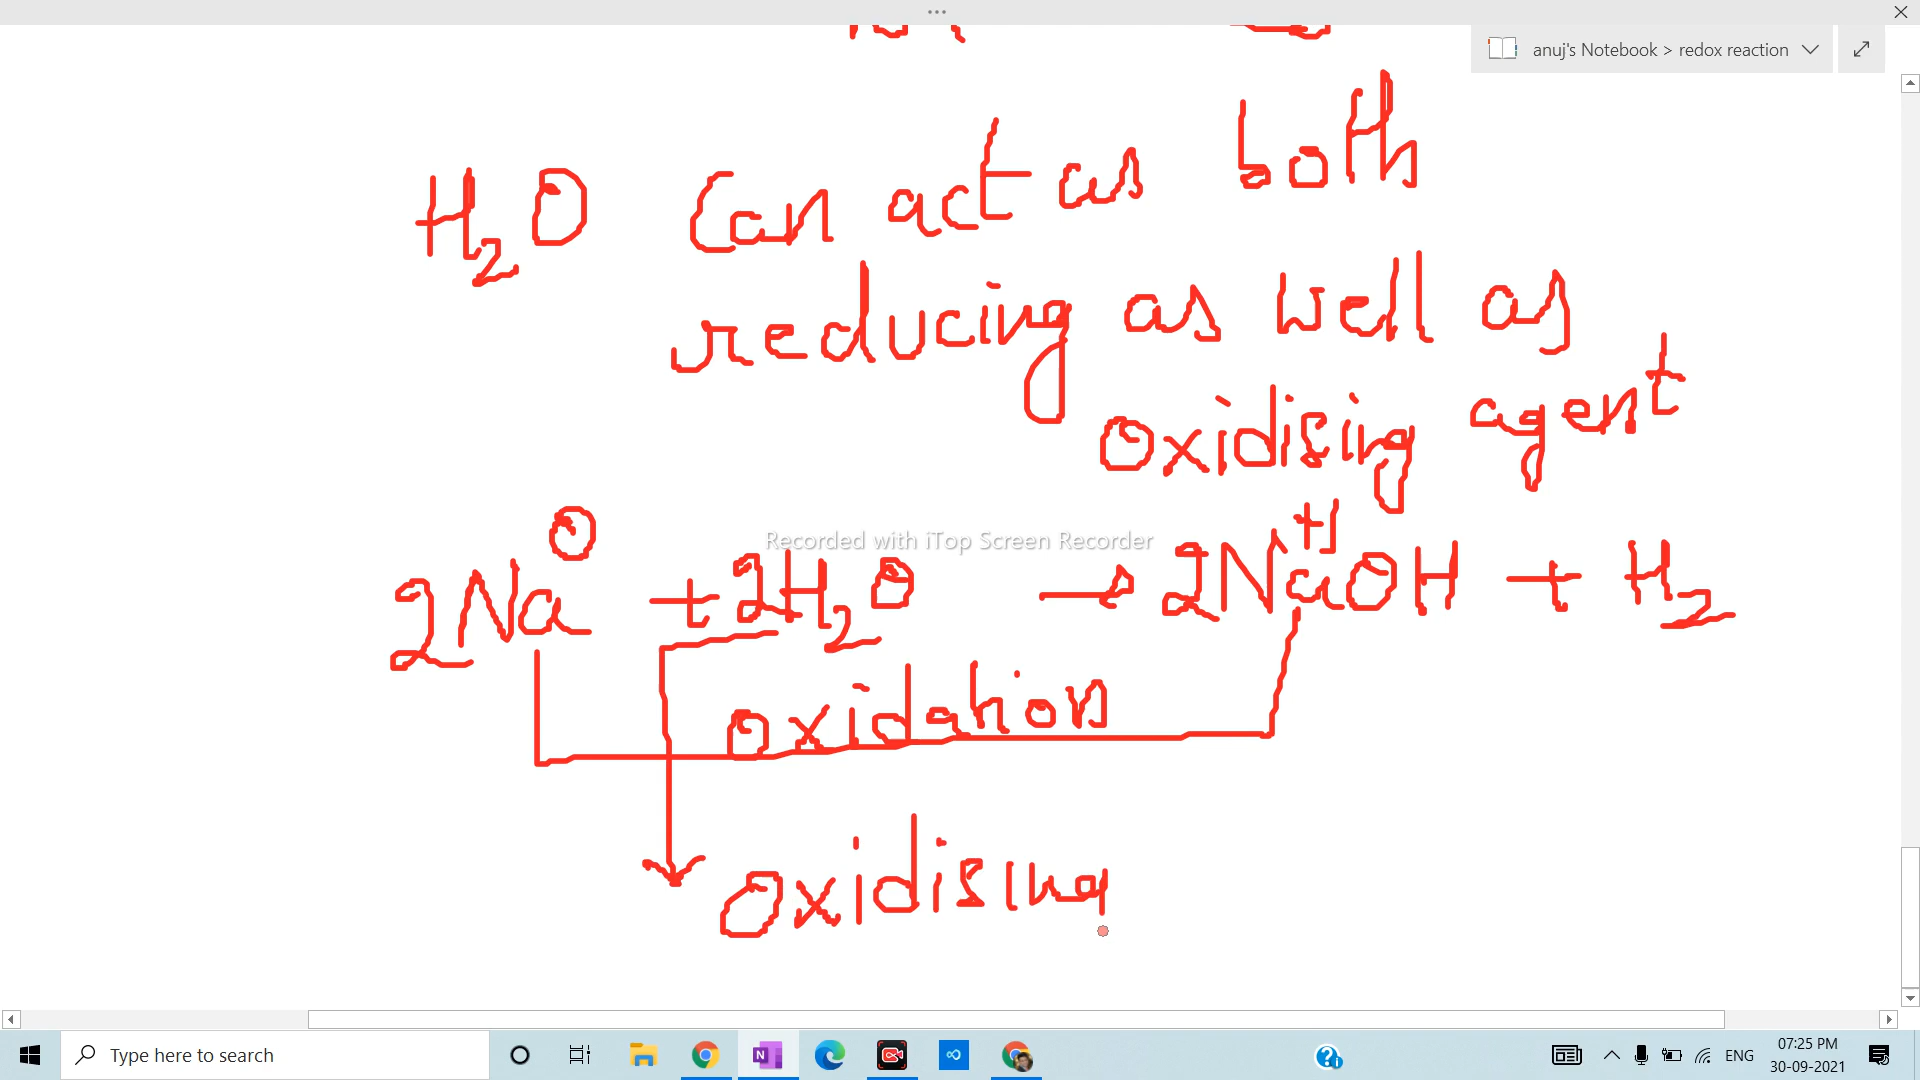 anuj's Notebook > redox reaction
H₂O Can act as both
reducing as well as
oxidising agent
Recorded with iTop Screen Recorder
0 +1
2Na + 2H₂O → 2NaOH + H₂
oxidation
oxidising
Type here to search
ENG
07:25 PM
30-09-2021